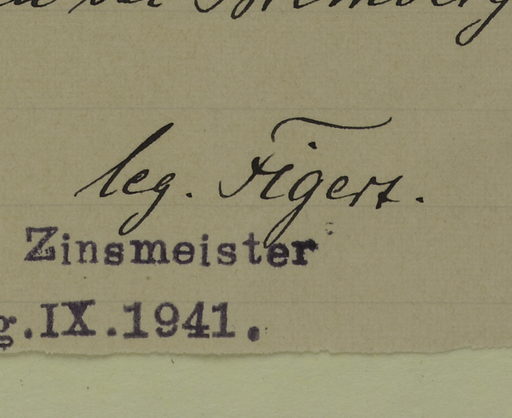 leg. Figert.
Zinsmeister
g.IX.1941.